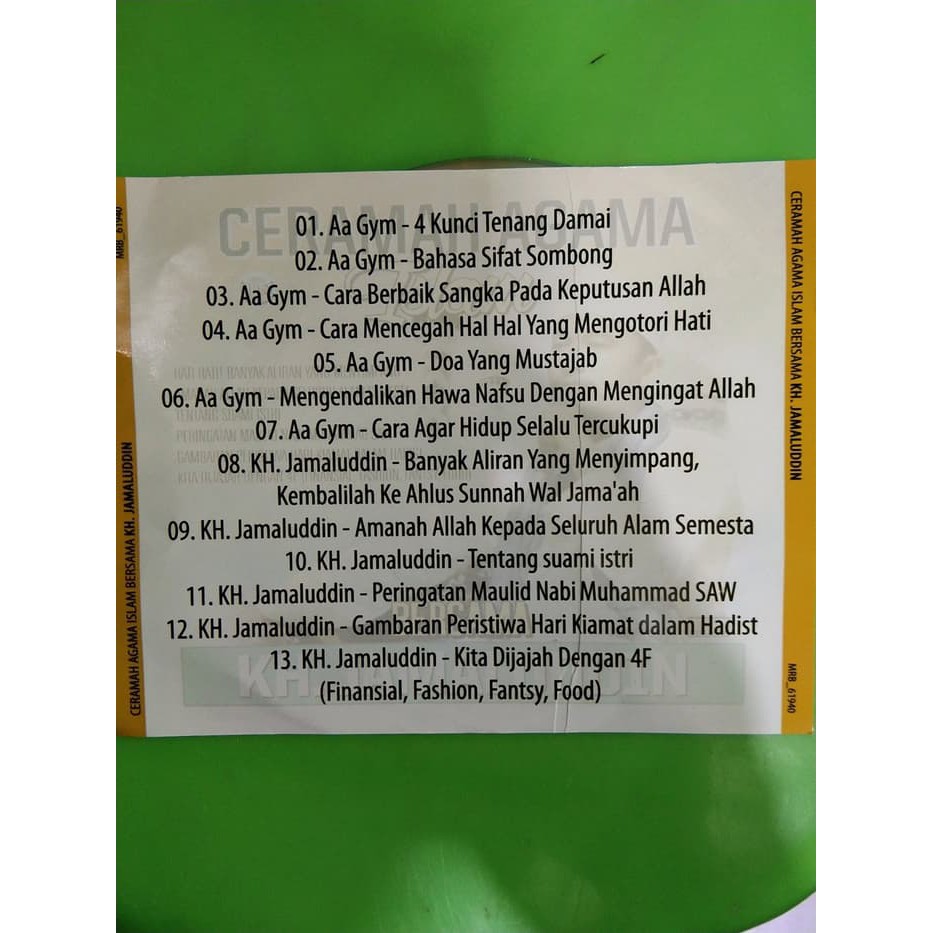 CERAMAH AGAMA
Islam
01. Aa Gym - 4 Kunci Tenang Damai
02. Aa Gym - Bahasa Sifat Sombong
03. Aa Gym - Cara Berbaik Sangka Pada Keputusan Allah
04. Aa Gym - Cara Mencegah Hal Hal Yang Mengotori Hati
05. Aa Gym - Doa Yang Mustajab
06. Aa Gym - Mengendalikan Hawa Nafsu Dengan Mengingat Allah
07. Aa Gym - Cara Agar Hidup Selalu Tercukupi
08. KH. Jamaluddin - Banyak Aliran Yang Menyimpang,
Kembalilah Ke Ahlus Sunnah Wal Jama'ah
09. KH. Jamaluddin - Amanah Allah Kepada Seluruh Alam Semesta
10. KH. Jamaluddin - Tentang suami istri
11. KH. Jamaluddin - Peringatan Maulid Nabi Muhammad SAW
12. KH. Jamaluddin - Gambaran Peristiwa Hari Kiamat dalam Hadist
13. KH. Jamaluddin - Kita Dijajah Dengan 4F
(Finansial, Fashion, Fantsy, Food)
BERSAMA
KH. JAMALUDDIN
MRB_61940
CERAMAH AGAMA ISLAM BERSAMA KH. JAMALUDDIN
CERAMAH AGAMA ISLAM BERSAMA KH. JAMALUDDIN
MRB_61940